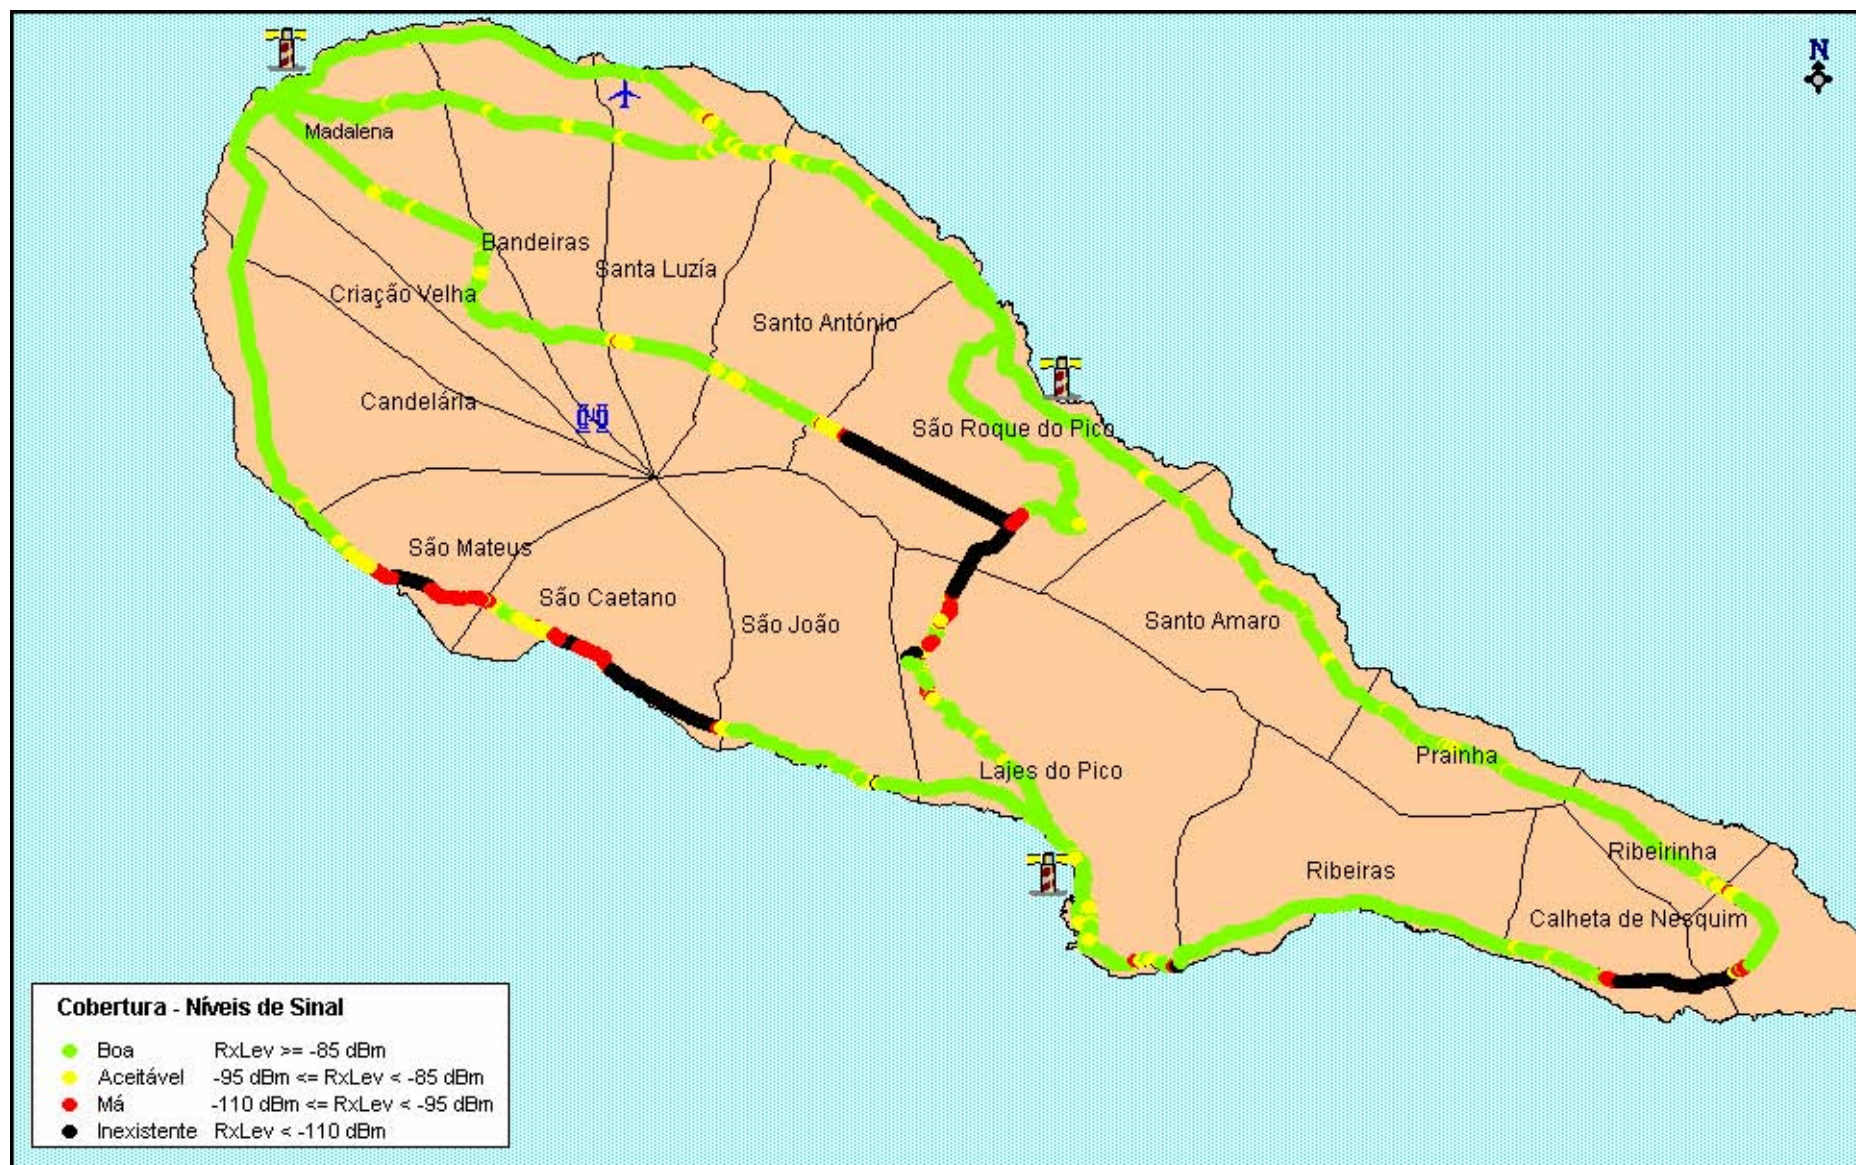 N
Madalena
Bandeiras
Santa Luzía
Criação Velha
Santo António
Candelária
São Roque do Pico
São Mateus
São Caetano
São João
Santo Amaro
Prainha
Lajes do Pico
Ribeirinha
Ribeiras
Calheta de Nesquim
Cobertura - Níveis de Sinal
Boa RxLev >= -85 dBm
Aceitável -95 dBm <= RxLev < -85 dBm
Má -110 dBm <= RxLev < -95 dBm
Inexistente RxLev < -110 dBm